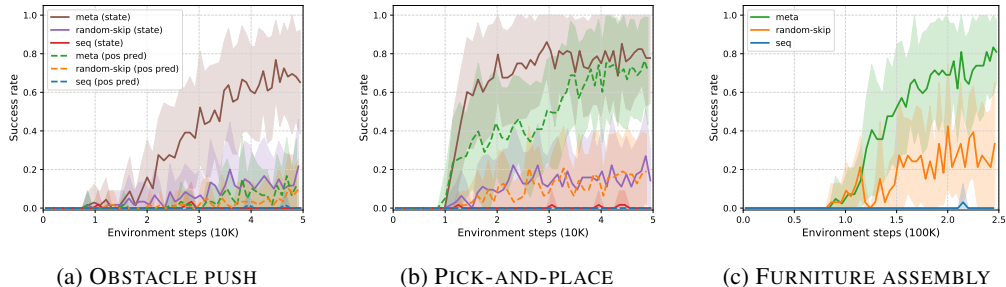 1.0
0.8
0.6
0.4
0.2
0.0
Success rate
meta (state)
random-skip (state)
seq (state)
meta (pos pred)
random-skip (pos pred)
seq (pos pred)
0 1 2 3 4 5
Environment steps (10K)
(a) OBSTACLE PUSH
1.0
0.8
0.6
0.4
0.2
0.0
Success rate
0 1 2 3 4 5
Environment steps (10K)
(b) PICK-AND-PLACE
1.0
0.8
0.6
0.4
0.2
0.0
Success rate
meta
random-skip
seq
0.0 0.5 1.0 1.5 2.0 2.5
Environment steps (100K)
(c) FURNITURE ASSEMBLY